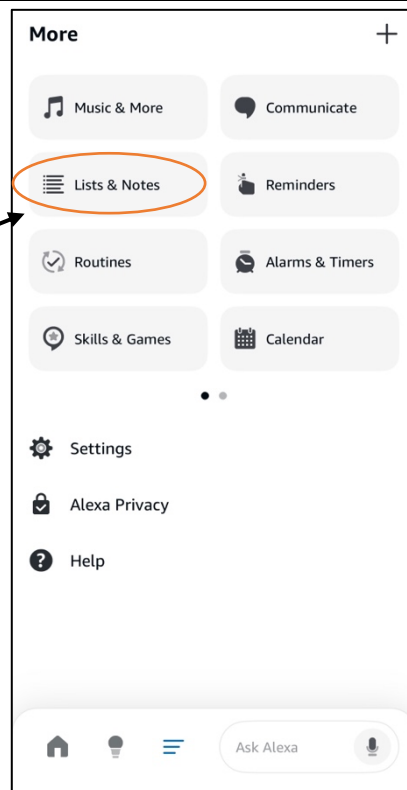 More
Music & More
Communicate
Lists & Notes
Reminders
Routines
Alarms & Timers
Skills & Games
Calendar
Settings
Alexa Privacy
Help
Ask Alexa